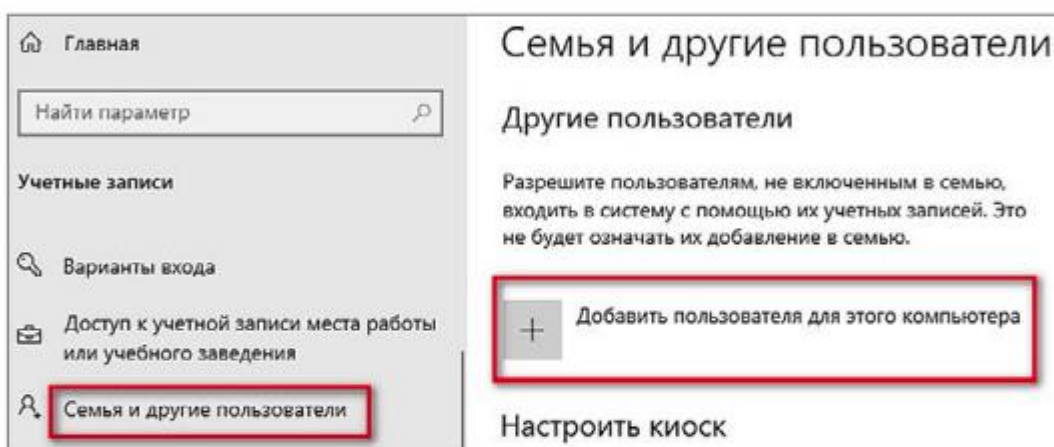 Главная
Найти параметр
Учетные записи
Варианты входа
Доступ к учетной записи места работы
или учебного заведения
Семья и другие пользователи
Семья и другие пользователи
Другие пользователи
Разрешите пользователям, не включенным в семью,
входить в систему с помощью их учетных записей. Это
не будет означать их добавление в семью.
Добавить пользователя для этого компьютера
Настроить киоск